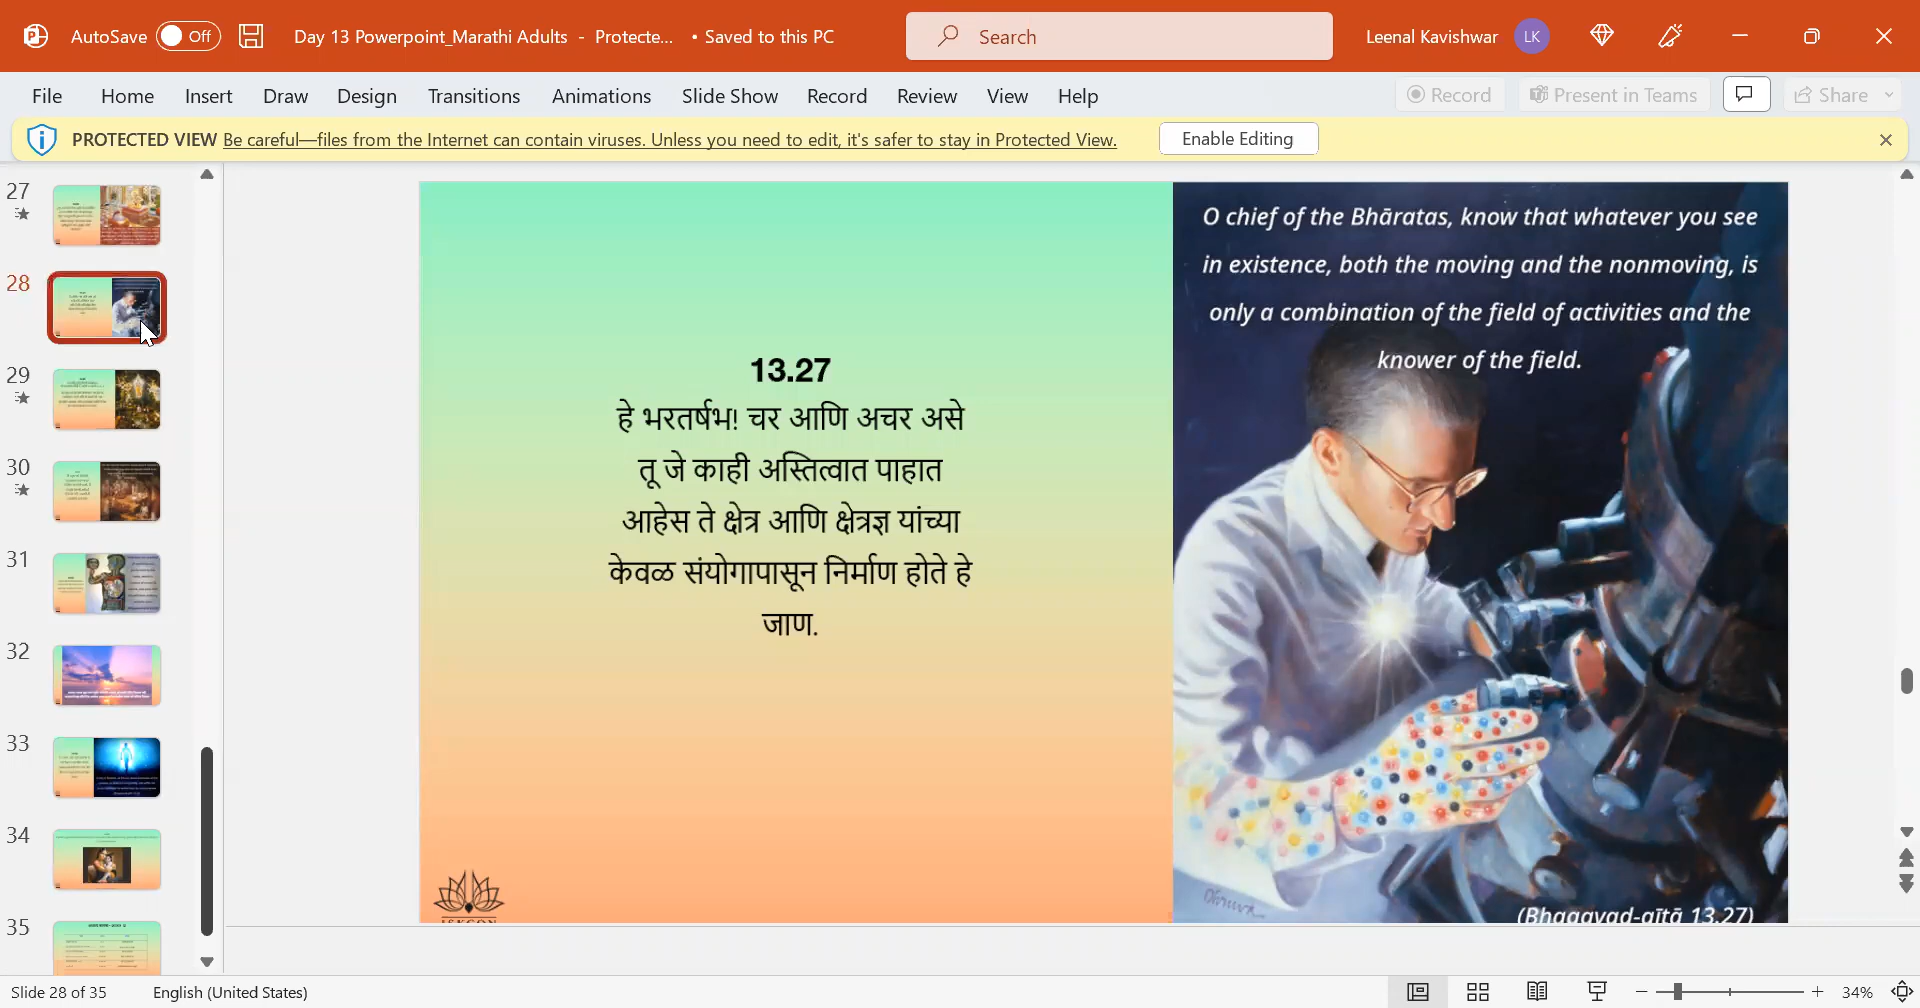 AutoSave Off Day 13 Powerpoint_Marathi Adults - Protecte... • Saved to this PC Search Leenal Kavishwar LK
File Home Insert Draw Design Transitions Animations Slide Show Record Review View Help Record Present in Teams Share
PROTECTED VIEW Be careful—files from the Internet can contain viruses. Unless you need to edit, it's safer to stay in Protected View. Enable Editing
27
28
29
30
31
32
33
34
35
13.27
हे भरतर्षभ! चर आणि अचर असे
तू जे काही अस्तित्वात पाहात
आहेस ते क्षेत्र आणि क्षेत्रज्ञ यांच्या
केवळ संयोगापासून निर्माण होते हे
जाण.
ISKCON
O chief of the Bhāratas, know that whatever you see
in existence, both the moving and the nonmoving, is
only a combination of the field of activities and the
knower of the field.
(Bhagavad-gītā 13.27)
Slide 28 of 35 English (United States) 34%